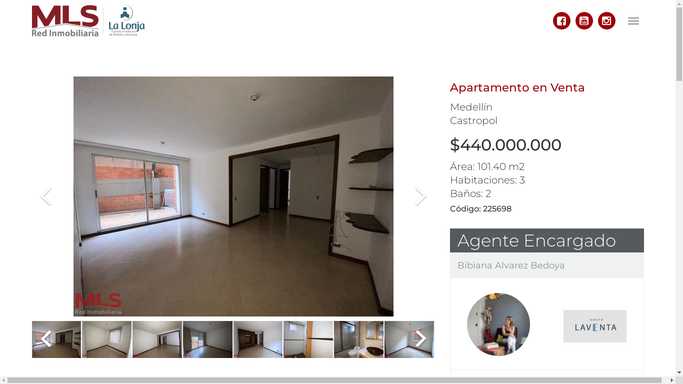 MLS
Red Inmobiliaria
La Lonja
Apartamento en Venta
Medellín
Castropol
$440.000.000
Área: 101.40 m2
Habitaciones: 3
Baños: 2
Código: 225698
Agente Encargado
Bibiana Alvarez Bedoya
MLS
Red Inmobiliaria
LAVENTA